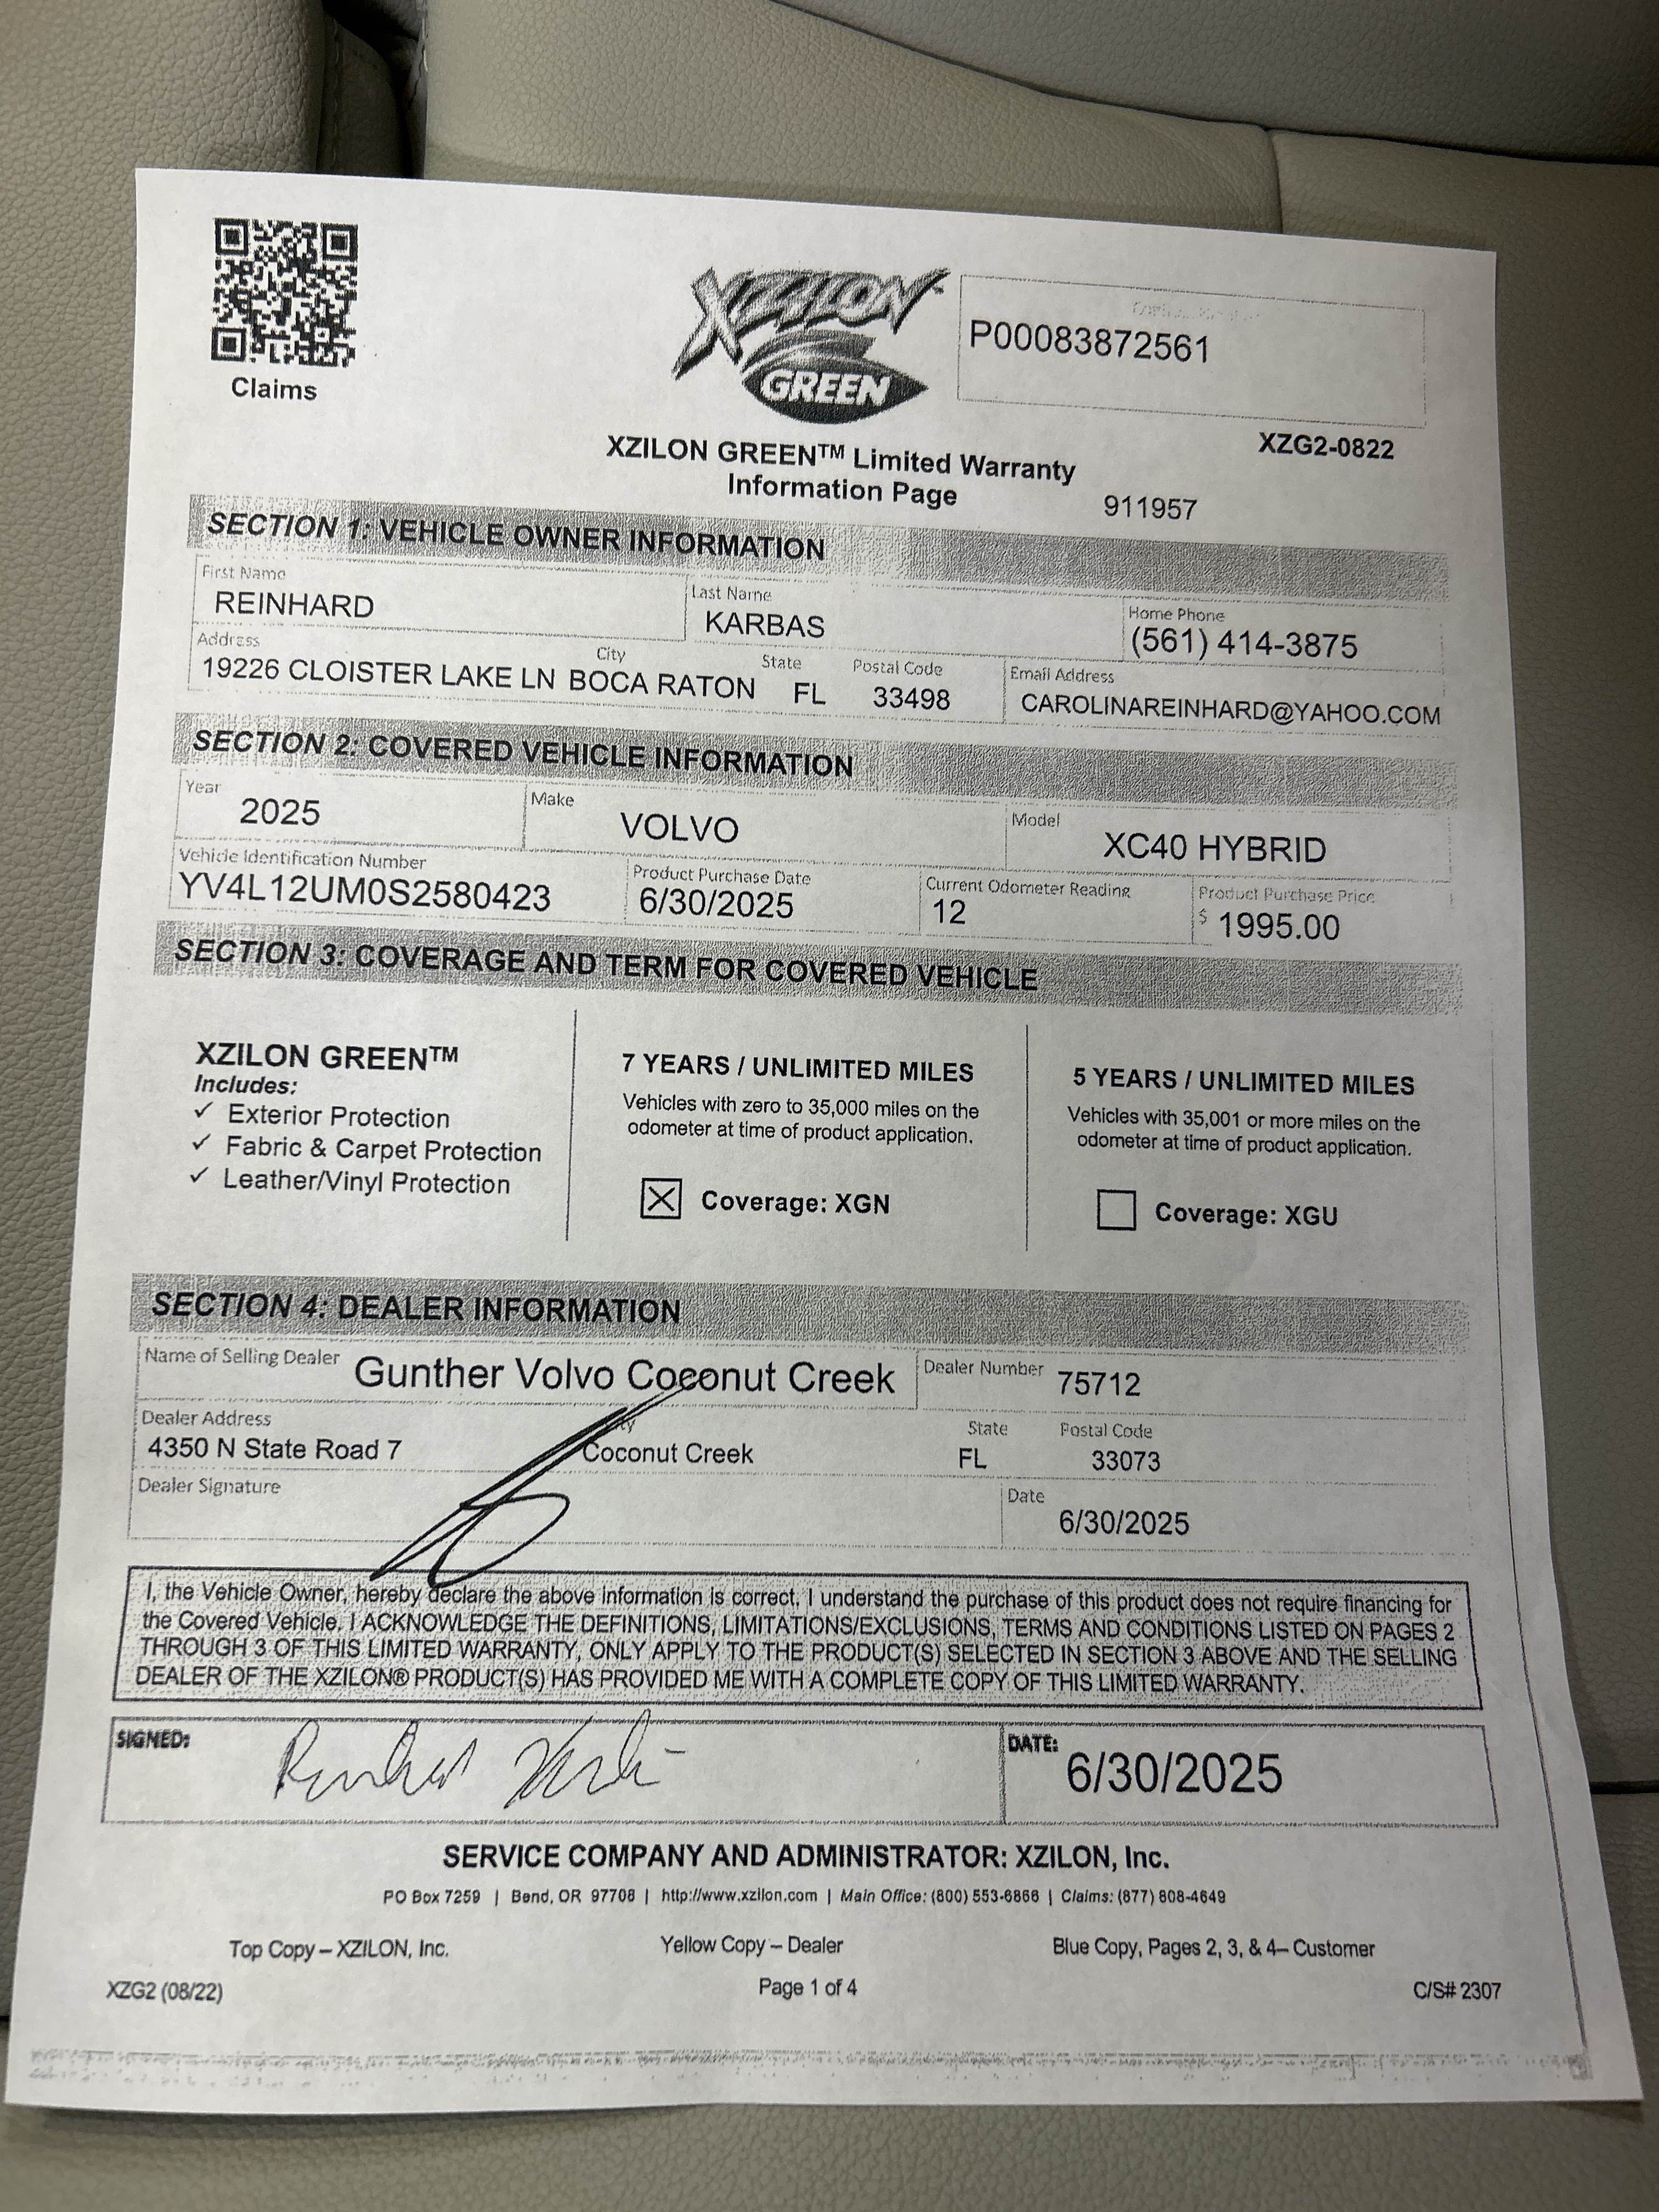 Claims
XZILON
GREEN
P00083872561
XZG2-0822
XZILON GREEN™ Limited Warranty
Information Page
911957
SECTION 1: VEHICLE OWNER INFORMATION
First Name
REINHARD
Last Name
KARBAS
Home Phone
(561) 414-3875
Address
City
State
Postal Code
Email Address
19226 CLOISTER LAKE LN BOCA RATON FL 33498 CAROLINAREINHARD@YAHOO.COM
SECTION 2: COVERED VEHICLE INFORMATION
Year
2025
Make
VOLVO
Model
XC40 HYBRID
Vehicle Identification Number
YV4L12UM0S2580423
Product Purchase Date
6/30/2025
Current Odometer Reading
12
Product Purchase Price
$ 1995.00
SECTION 3: COVERAGE AND TERM FOR COVERED VEHICLE
XZILON GREEN™
Includes:
✓ Exterior Protection
✓ Fabric & Carpet Protection
✓ Leather/Vinyl Protection
7 YEARS / UNLIMITED MILES
Vehicles with zero to 35,000 miles on the
odometer at time of product application.
☒ Coverage: XGN
5 YEARS / UNLIMITED MILES
Vehicles with 35,001 or more miles on the
odometer at time of product application.
☐ Coverage: XGU
SECTION 4: DEALER INFORMATION
Name of Selling Dealer Gunther Volvo Coconut Creek
Dealer Number 75712
Dealer Address
4350 N State Road 7
Coconut Creek
State
FL
Postal Code
33073
Dealer Signature
Date
6/30/2025
I, the Vehicle Owner, hereby declare the above information is correct. I understand the purchase of this product does not require financing for
the Covered Vehicle. I ACKNOWLEDGE THE DEFINITIONS, LIMITATIONS/EXCLUSIONS, TERMS AND CONDITIONS LISTED ON PAGES 2
THROUGH 3 OF THIS LIMITED WARRANTY, ONLY APPLY TO THE PRODUCT(S) SELECTED IN SECTION 3 ABOVE AND THE SELLING
DEALER OF THE XZILON® PRODUCT(S) HAS PROVIDED ME WITH A COMPLETE COPY OF THIS LIMITED WARRANTY.
SIGNED:
DATE: 6/30/2025
SERVICE COMPANY AND ADMINISTRATOR: XZILON, Inc.
PO Box 7259 | Bend, OR 97708 | http://www.xzilon.com | Main Office: (800) 553-6866 | Claims: (877) 808-4649
Top Copy – XZILON, Inc.
Yellow Copy – Dealer
Blue Copy, Pages 2, 3, & 4– Customer
XZG2 (08/22)
Page 1 of 4
C/S# 2307